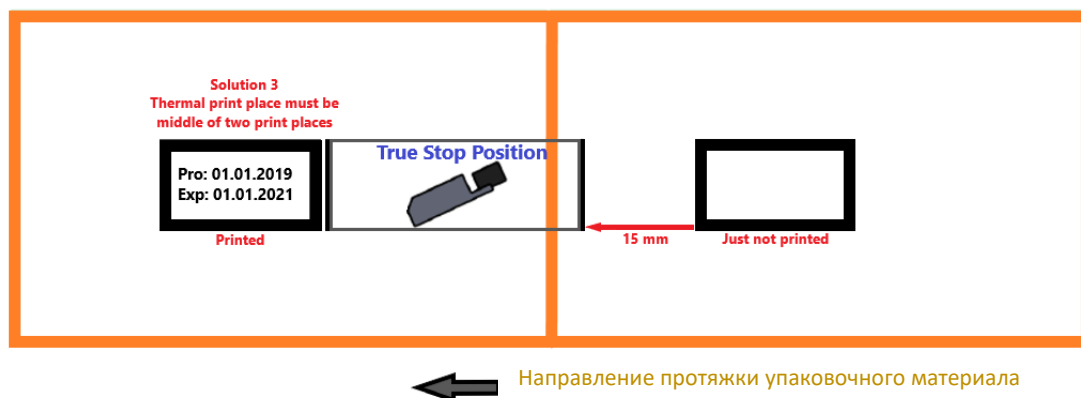 Solution 3
Thermal print place must be
middle of two print places
True Stop Position
Pro: 01.01.2019
Exp: 01.01.2021
Printed
15 mm
Just not printed
Направление протяжки упаковочного материала